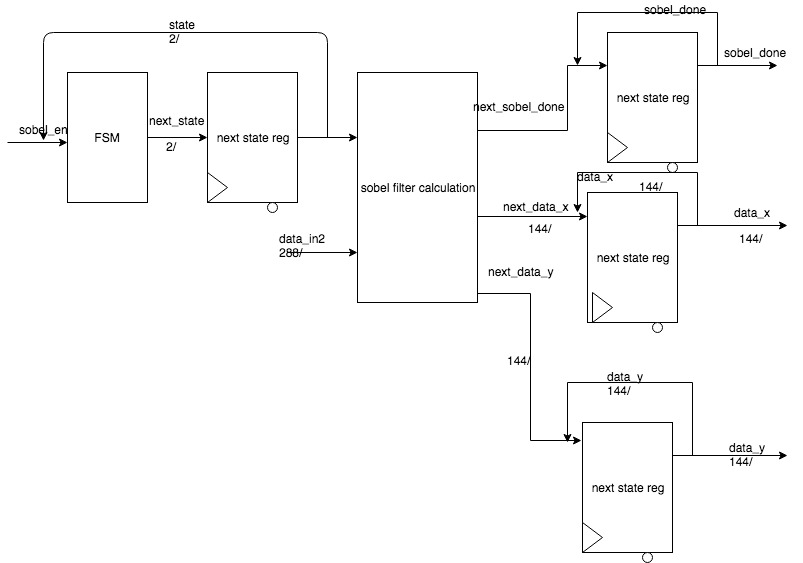 state
2/
sobel_done
sobel_done
next state reg
next_sobel_done
sobel_en
FSM
next_state
2/
next state reg
sobel filter calculation
data_x
144/
next_data_x
144/
data_x
144/
next state reg
data_in2
288/
next_data_y
144/
data_y
144/
data_y
144/
next state reg